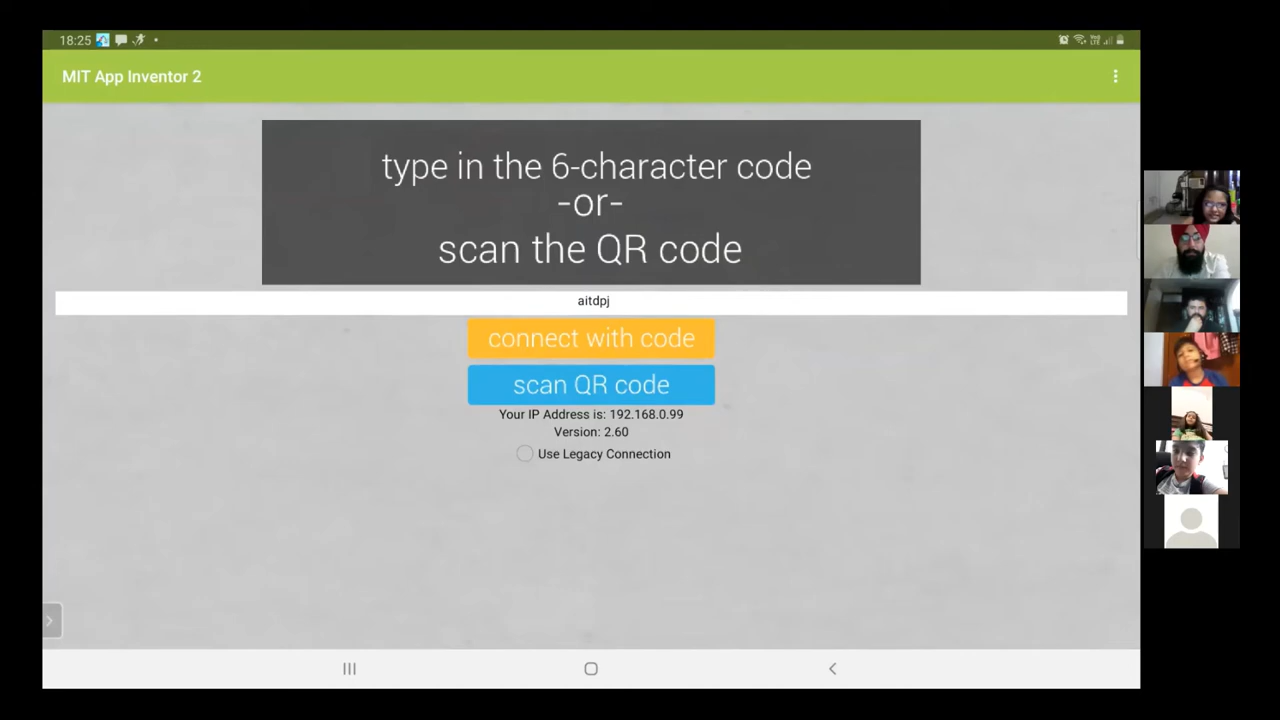 18:25
MIT App Inventor 2
type in the 6-character code
-or-
scan the QR code
aitdpj
connect with code
scan QR code
Your IP Address is: 192.168.0.99
Version: 2.60
Use Legacy Connection